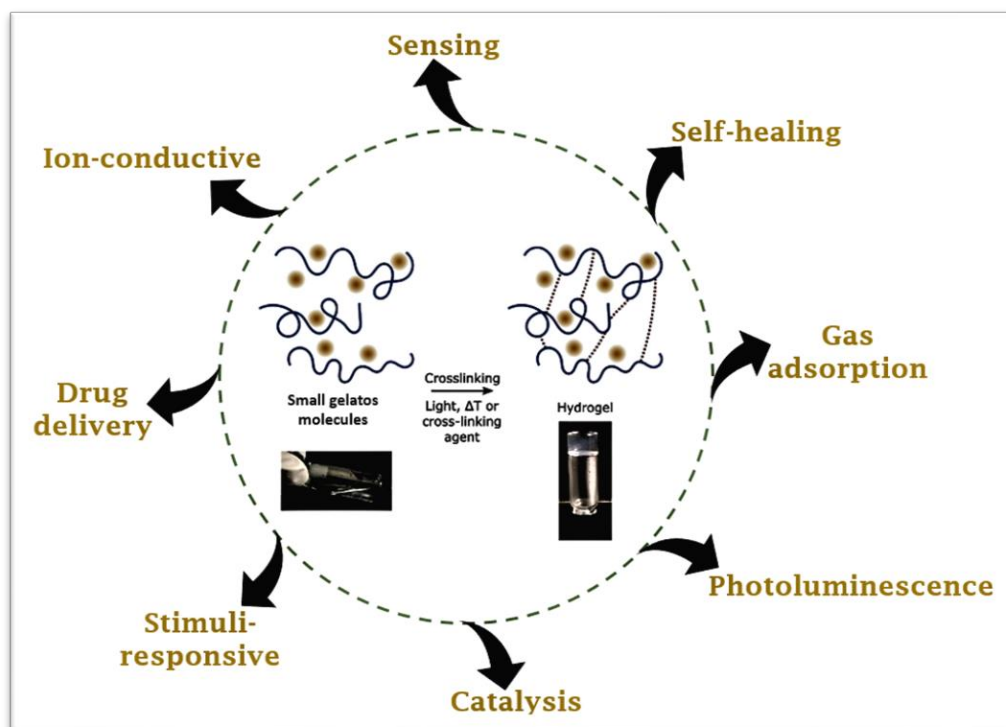 Sensing
Self-healing
Ion-conductive
Gas
adsorption
Drug
delivery
Small gelatos
molecules
Crosslinking
Light, ΔT or
cross-linking
agent
Hydrogel
Photoluminescence
Stimuli-
responsive
Catalysis